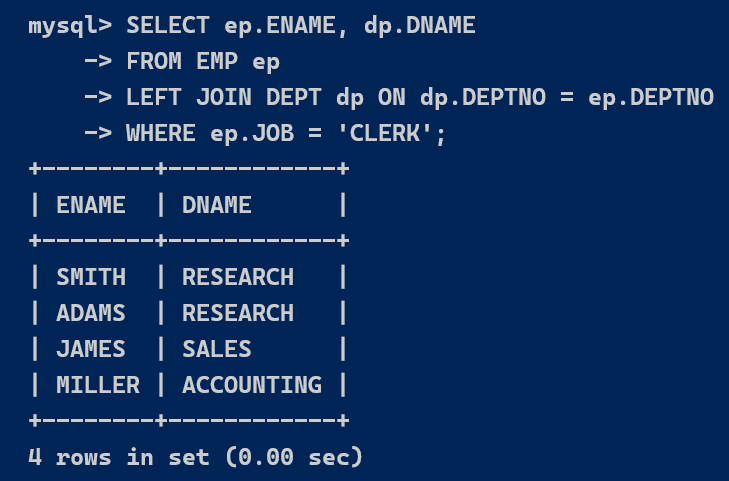 mysql> SELECT ep.ENAME, dp.DNAME
    -> FROM EMP ep
    -> LEFT JOIN DEPT dp ON dp.DEPTNO = ep.DEPTNO
    -> WHERE ep.JOB = 'CLERK';
+--------+------------+
| ENAME  | DNAME      |
+--------+------------+
| SMITH  | RESEARCH   |
| ADAMS  | RESEARCH   |
| JAMES  | SALES      |
| MILLER | ACCOUNTING |
+--------+------------+
4 rows in set (0.00 sec)